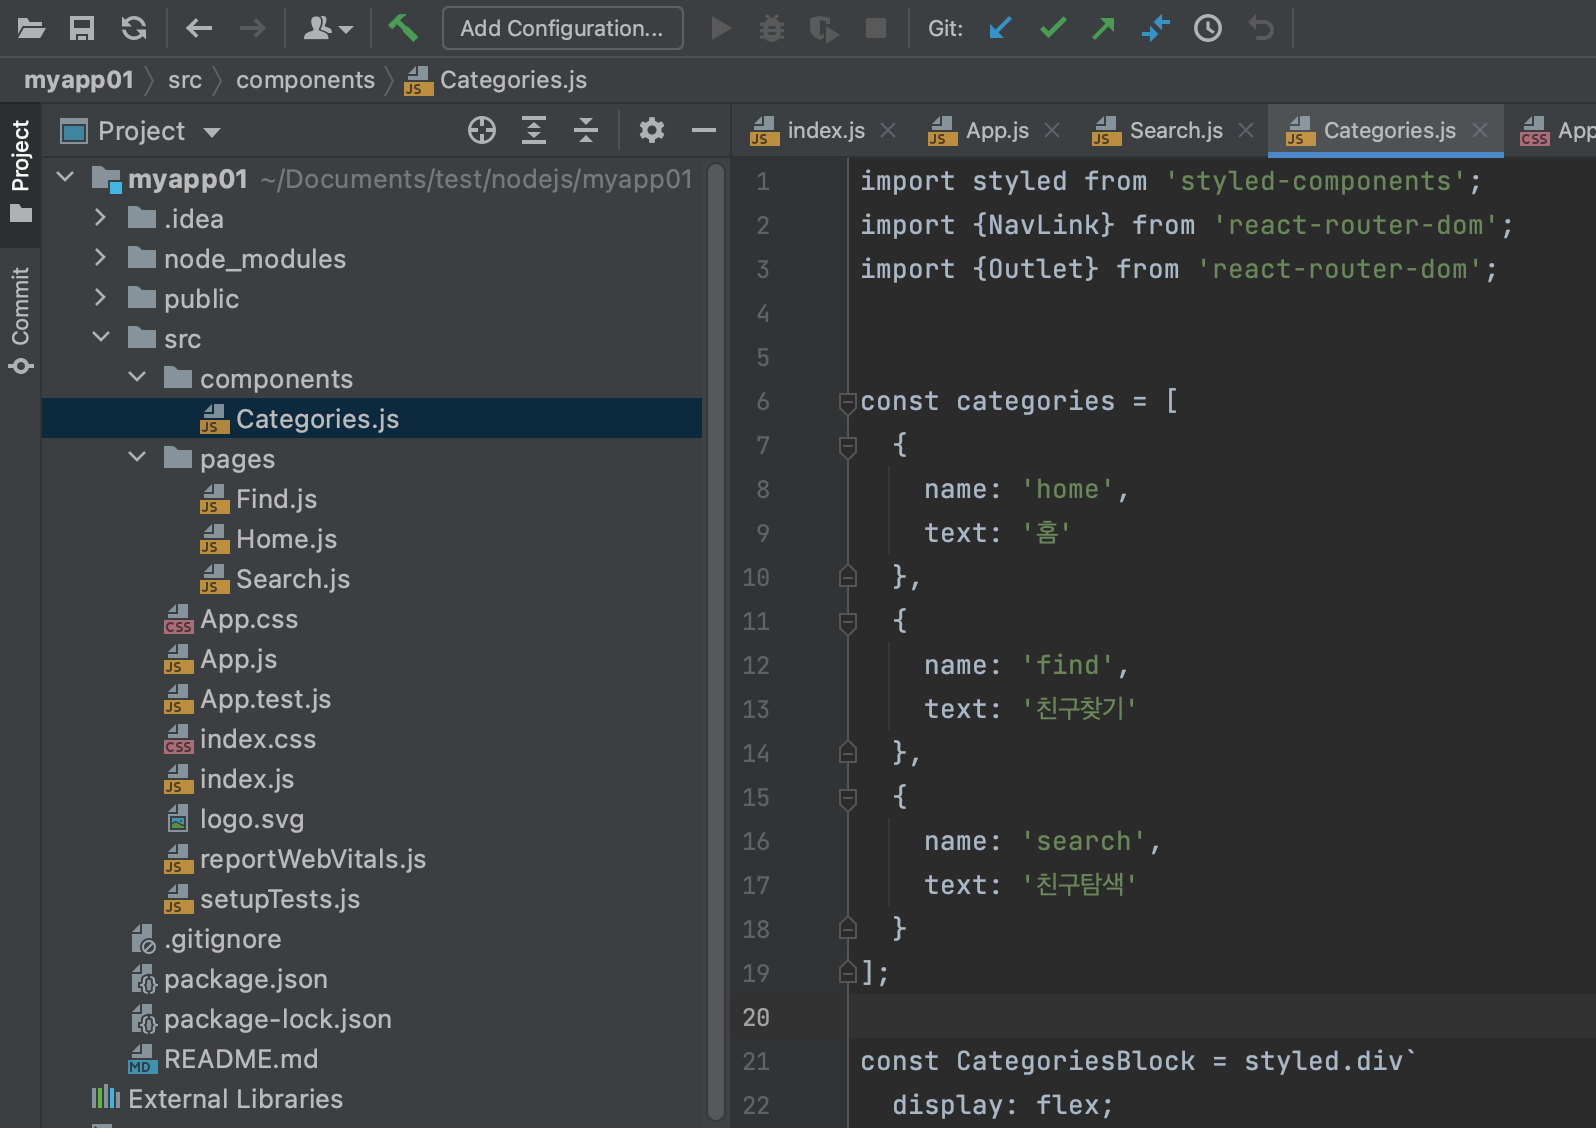 Add Configuration...
Git:
myapp01
src
components
Categories.js
Project
Commit
Project
myapp01 ~/Documents/test/nodejs/myapp01
.idea
node_modules
public
src
components
Categories.js
pages
Find.js
Home.js
Search.js
App.css
App.js
App.test.js
index.css
index.js
logo.svg
reportWebVitals.js
setupTests.js
.gitignore
package.json
package-lock.json
README.md
External Libraries
index.js
App.js
Search.js
Categories.js
App
1 import styled from 'styled-components';
2 import {NavLink} from 'react-router-dom';
3 import {Outlet} from 'react-router-dom';
4
5
6 const categories = [
7 {
8 name: 'home',
9 text: '홈'
10 },
11 {
12 name: 'find',
13 text: '친구찾기'
14 },
15 {
16 name: 'search',
17 text: '친구탐색'
18 }
19 ];
20
21 const CategoriesBlock = styled.div`
22 display: flex;